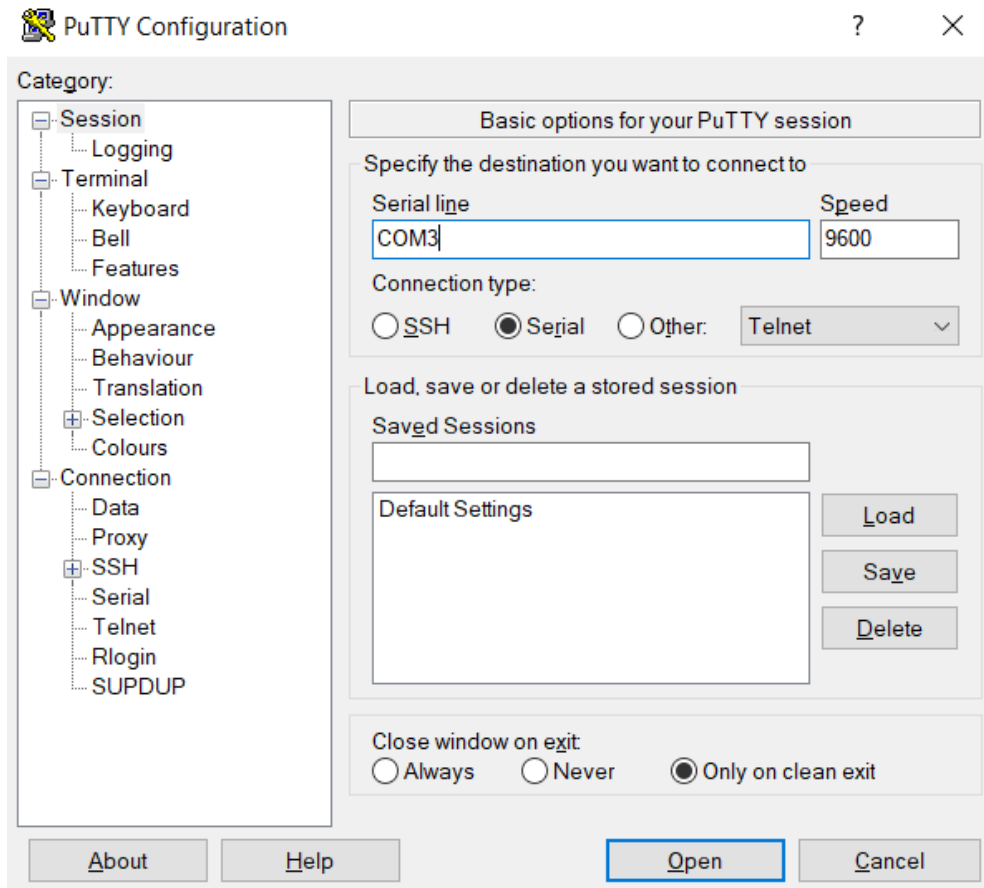 PuTTY Configuration
?
Category:
Session
Logging
Terminal
Keyboard
Bell
Features
Window
Appearance
Behaviour
Translation
Selection
Colours
Connection
Data
Proxy
SSH
Serial
Telnet
Rlogin
SUPDUP
Basic options for your PuTTY session
Specify the destination you want to connect to
Serial line Speed
COM3 9600
Connection type:
SSH Serial Other: Telnet
Load, save or delete a stored session
Saved Sessions
Default Settings
Load
Save
Delete
Close window on exit:
Always Never Only on clean exit
About Help Open Cancel